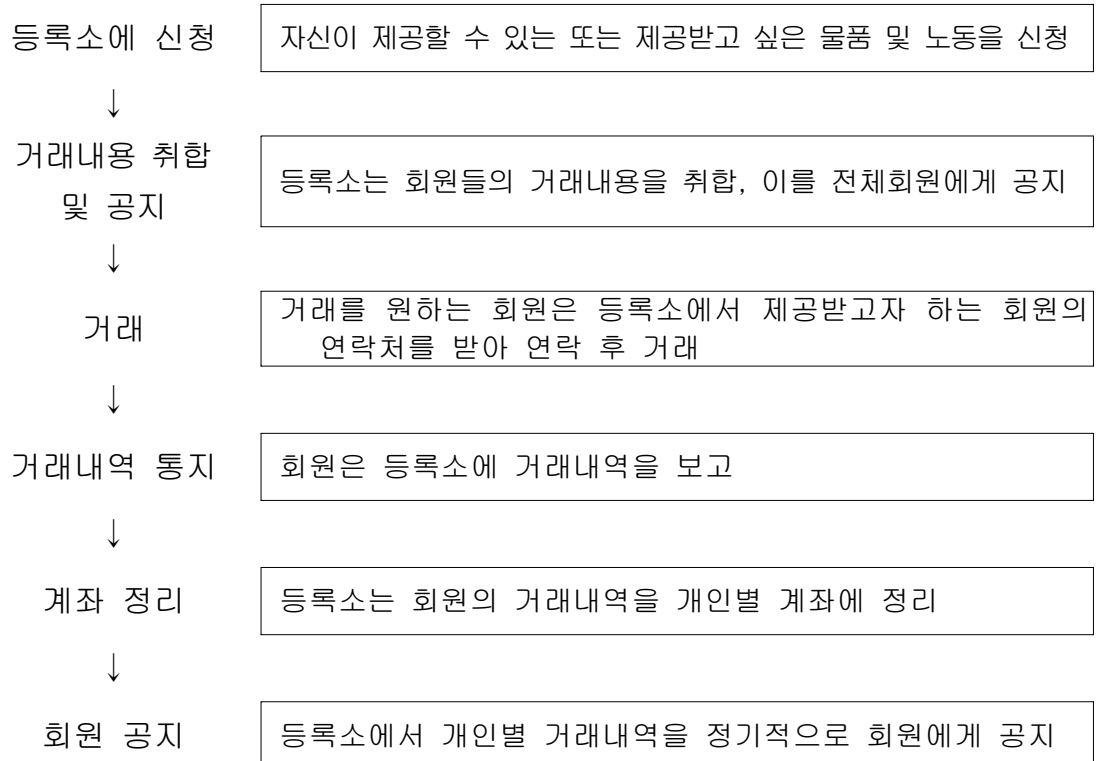 등록소에 신청
자신이 제공할 수 있는 또는 제공받고 싶은 물품 및 노동을 신청
↓
거래내용 취합
및 공지
등록소는 회원들의 거래내용을 취합, 이를 전체회원에게 공지
↓
거래
거래를 원하는 회원은 등록소에서 제공받고자 하는 회원의
연락처를 받아 연락 후 거래
↓
거래내역 통지
회원은 등록소에 거래내역을 보고
↓
계좌 정리
등록소는 회원의 거래내역을 개인별 계좌에 정리
↓
회원 공지
등록소에서 개인별 거래내역을 정기적으로 회원에게 공지